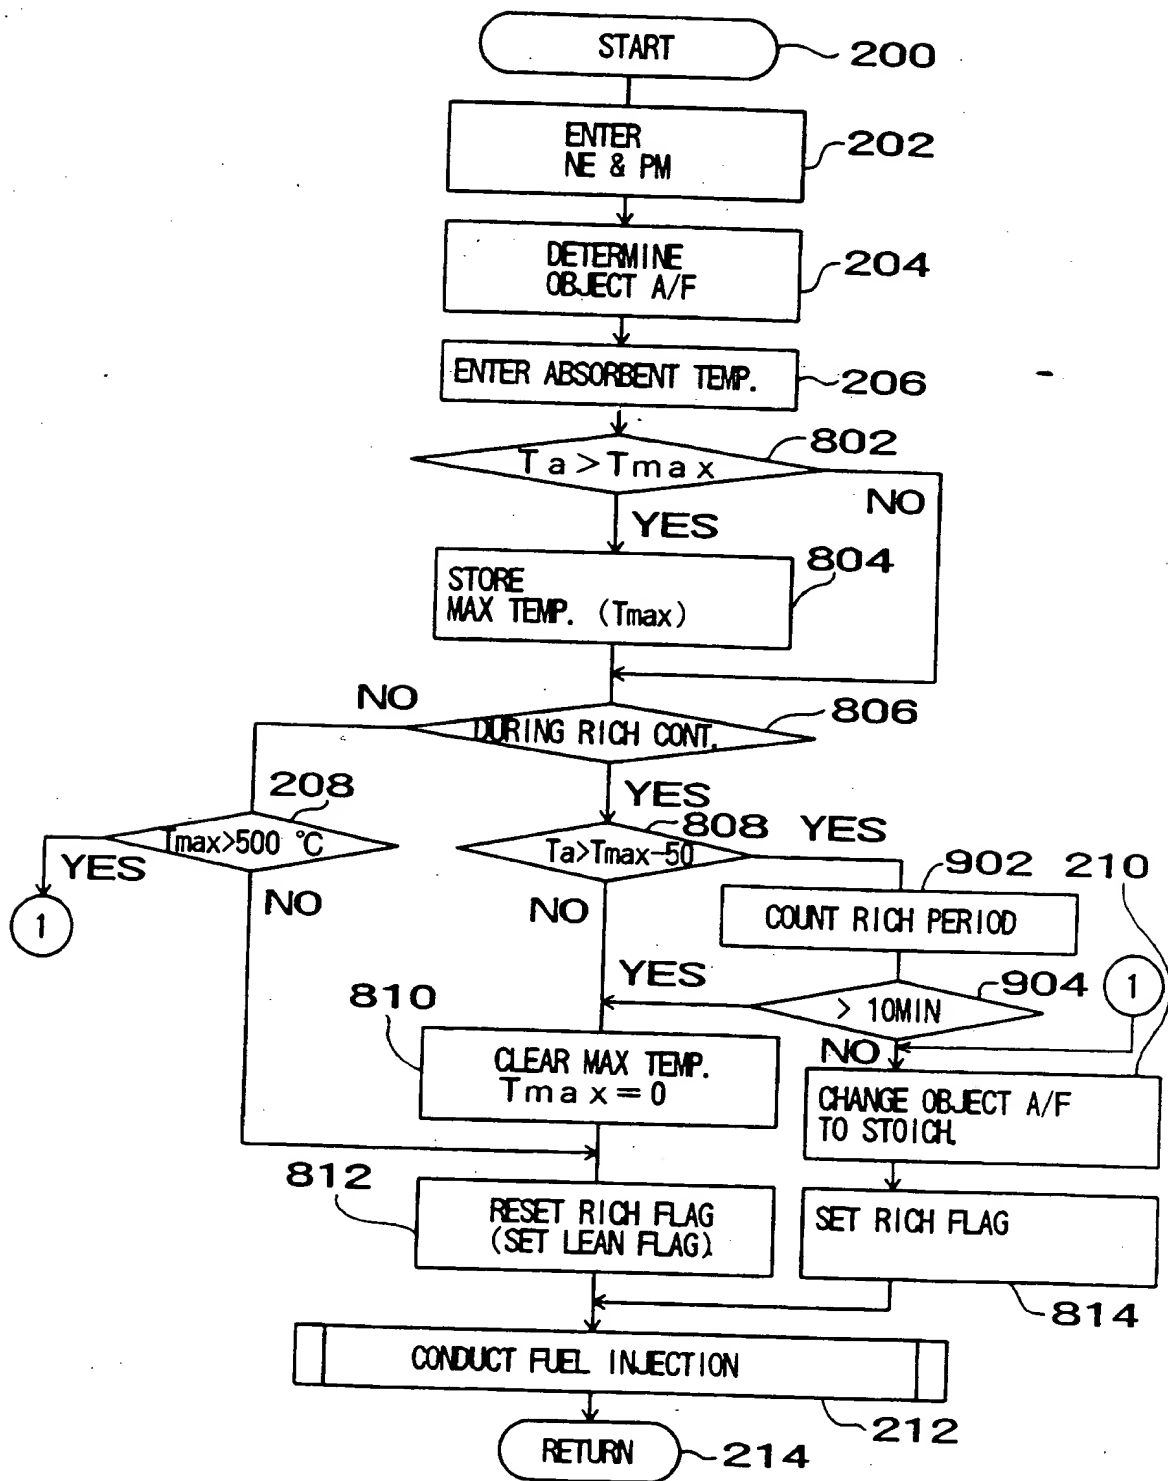 START
200
ENTER
NE & PM
202
DETERMINE
OBJECT A/F
204
ENTER ABSORBENT TEMP.
206
802
Ta>Tmax
NO
YES
804
STORE
MAX TEMP. (Tmax)
NO
806
DURING RICH CONT.
208
YES
808
YES
Tmax>500 °C
Ta>Tmax-50
210
YES
902
NO
NO
COUNT RICH PERIOD
1
YES
904
1
810
> 10MIN
NO
CLEAR MAX TEMP.
Tmax=0
CHANGE OBJECT A/F
TO STOICH.
812
RESET RICH FLAG
(SET LEAN FLAG)
SET RICH FLAG
814
CONDUCT FUEL INJECTION
212
RETURN
214